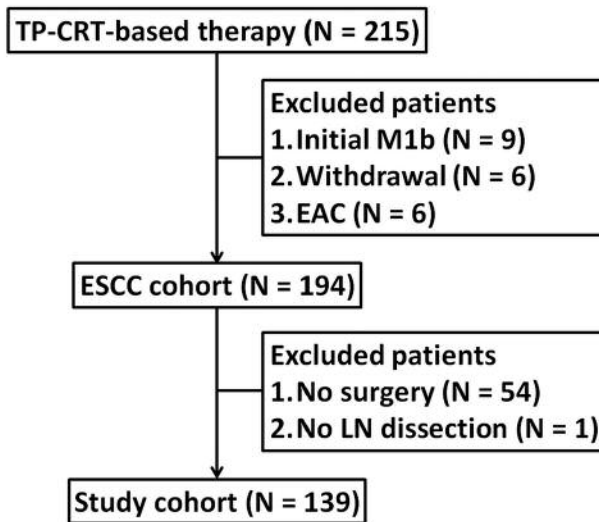 TP-CRT-based therapy (N = 215)
Excluded patients
1.Initial M1b (N = 9)
2.Withdrawal (N = 6)
3.EAC (N = 6)
ESCC cohort (N = 194)
Excluded patients
1.No surgery (N = 54)
2.No LN dissection (N = 1)
Study cohort (N = 139)